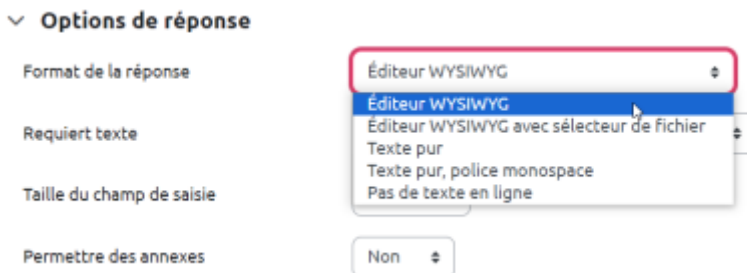 Options de réponse
Format de la réponse
Éditeur WYSIWYG
Éditeur WYSIWYG
Éditeur WYSIWYG avec sélecteur de fichier
Requiert texte
Texte pur
Texte pur, police monospace
Taille du champ de saisie
Pas de texte en ligne
Permettre des annexes
Non